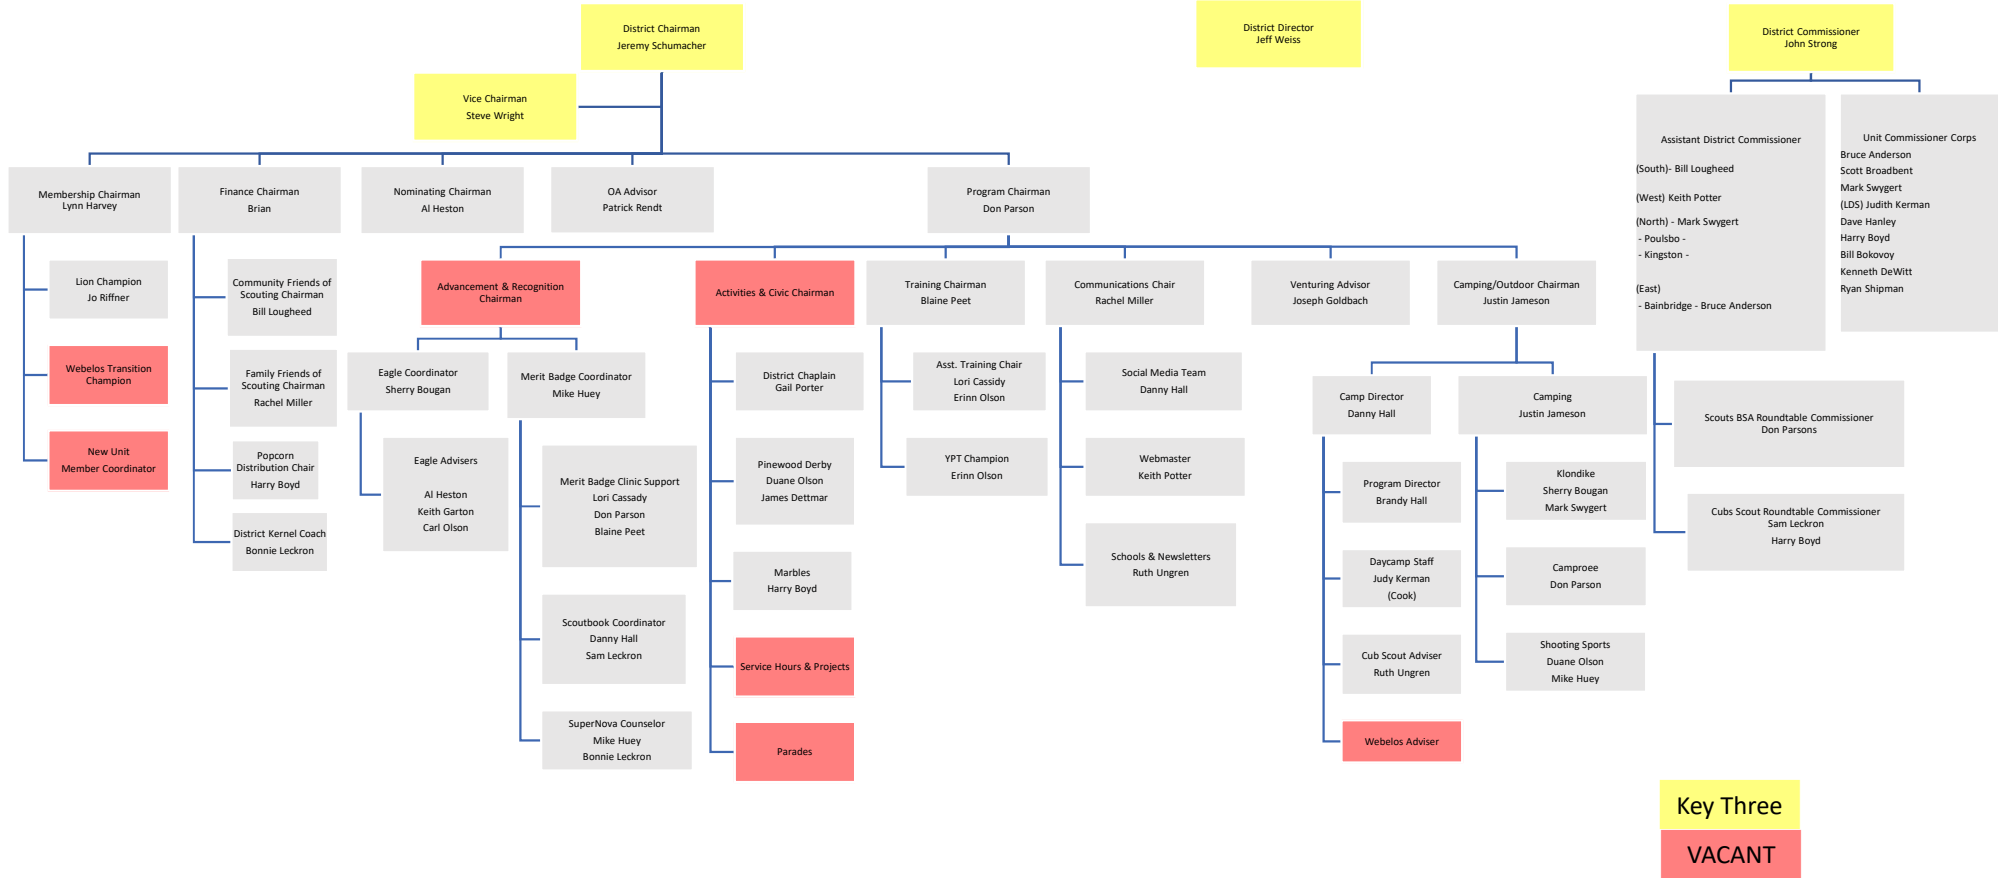 District Chairman
Jeremy Schumacher
District Director
Jeff Weiss
District Commissioner
John Strong
Vice Chairman
Steve Wright
Membership Chairman
Lynn Harvey
Finance Chairman
Brian
Nominating Chairman
Al Heston
OA Advisor
Patrick Rendt
Program Chairman
Don Parson
Assistant District Commissioner
(South)- Bill Lougheed
(West) Keith Potter
(North) - Mark Swygert
- Poulsbo -
- Kingston -
(East)
- Bainbridge - Bruce Anderson
Unit Commissioner Corps
Bruce Anderson
Scott Broadbent
Mark Swygert
(LDS) Judith Kerman
Dave Hanley
Harry Boyd
Bill Bokovoy
Kenneth DeWitt
Ryan Shipman
Lion Champion
Jo Riffner
Webelos Transition
Champion
New Unit
Member Coordinator
Community Friends of
Scouting Chairman
Bill Lougheed
Family Friends of
Scouting Chairman
Rachel Miller
Popcorn
Distribution Chair
Harry Boyd
District Kernel Coach
Bonnie Leckron
Advancement & Recognition
Chairman
Activities & Civic Chairman
Training Chairman
Blaine Peet
Communications Chair
Rachel Miller
Venturing Advisor
Joseph Goldbach
Camping/Outdoor Chairman
Justin Jameson
Eagle Coordinator
Sherry Bougan
Merit Badge Coordinator
Mike Huey
Eagle Advisers
Al Heston
Keith Garton
Carl Olson
Merit Badge Clinic Support
Lori Cassady
Don Parson
Blaine Peet
Scoutbook Coordinator
Danny Hall
Sam Leckron
SuperNova Counselor
Mike Huey
Bonnie Leckron
District Chaplain
Gail Porter
Pinewood Derby
Duane Olson
James Dettmar
Marbles
Harry Boyd
Service Hours & Projects
Parades
Asst. Training Chair
Lori Cassidy
Erinn Olson
YPT Champion
Erinn Olson
Social Media Team
Danny Hall
Webmaster
Keith Potter
Schools & Newsletters
Ruth Ungren
Camp Director
Danny Hall
Camping
Justin Jameson
Program Director
Brandy Hall
Daycamp Staff
Judy Kerman
(Cook)
Cub Scout Adviser
Ruth Ungren
Webelos Adviser
Klondike
Sherry Bougan
Mark Swygert
Camproee
Don Parson
Shooting Sports
Duane Olson
Mike Huey
Scouts BSA Roundtable Commissioner
Don Parsons
Cubs Scout Roundtable Commissioner
Sam Leckron
Harry Boyd
Key Three
VACANT